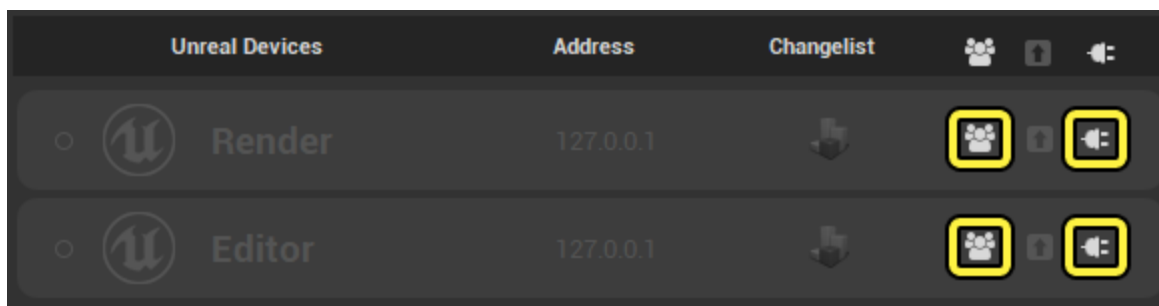 Unreal Devices Address Changelist
Render 127.0.0.1
Editor 127.0.0.1